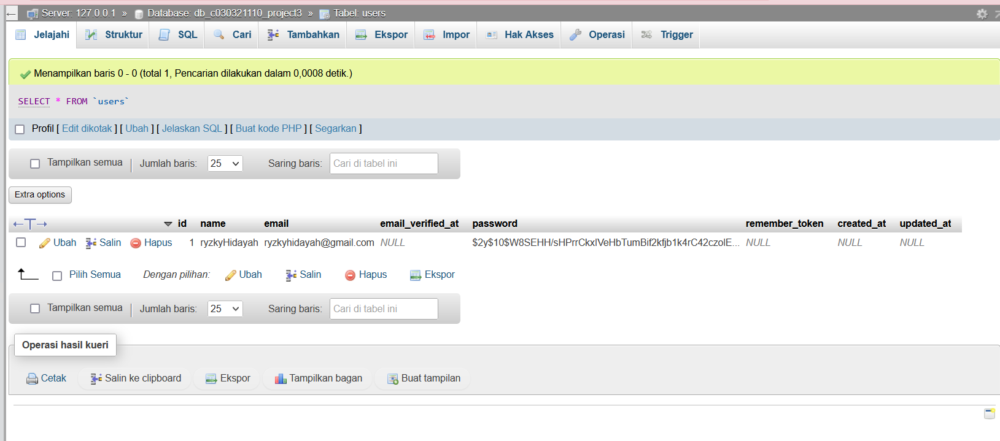 Server: 127.0.0.1 » Database: db_c030321110_project3 » Tabel: users
Jelajahi Struktur SQL Cari Tambahkan Ekspor Impor Hak Akses Operasi Trigger
Menampilkan baris 0 - 0 (total 1, Pencarian dilakukan dalam 0,0008 detik.)
SELECT * FROM `users`
Profil [ Edit dikotak ] [ Ubah ] [ Jelaskan SQL ] [ Buat kode PHP ] [ Segarkan ]
Tampilkan semua | Jumlah baris: 25 Saring baris: Cari di tabel ini
Extra options
←T→ id name email email_verified_at password remember_token created_at updated_at
Ubah Salin Hapus 1 ryzkyHidayah ryzkyhidayah@gmail.com NULL $2y$10$W8SEHH/sHPrrCkxlVeHbTumBif2kfjb1k4rC42czolE... NULL NULL NULL
Pilih Semua Dengan pilihan: Ubah Salin Hapus Ekspor
Tampilkan semua | Jumlah baris: 25 Saring baris: Cari di tabel ini
Operasi hasil kueri
Cetak Salin ke clipboard Ekspor Tampilkan bagan Buat tampilan